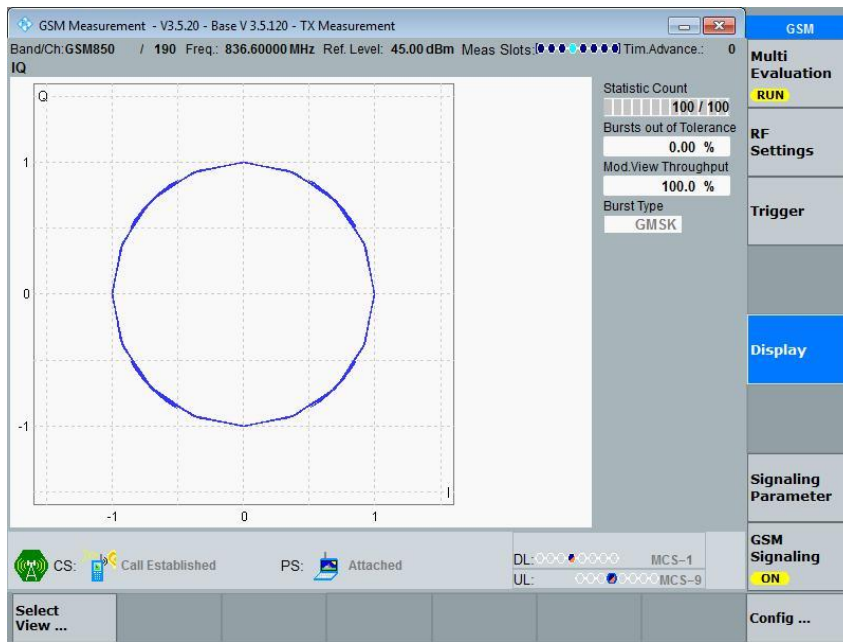 GSM Measurement - V3.5.20 - Base V 3.5.120 - TX Measurement
GSM
Band/Ch: GSM850 / 190 Freq.: 836.60000 MHz Ref. Level: 45.00 dBm Meas Slots: Tim.Advance.: 0
IQ
Multi
Evaluation
RUN
Statistic Count
100 / 100
Bursts out of Tolerance
0.00 %
Mod.View Throughput
100.0 %
Burst Type
GMSK
RF
Settings
Trigger
Display
Q
1
0
-1
I
-1 0 1
Signaling
Parameter
GSM
Signaling
ON
CS: Call Established PS: Attached
DL: MCS-1
UL: MCS-9
Select
View ...
Config ...